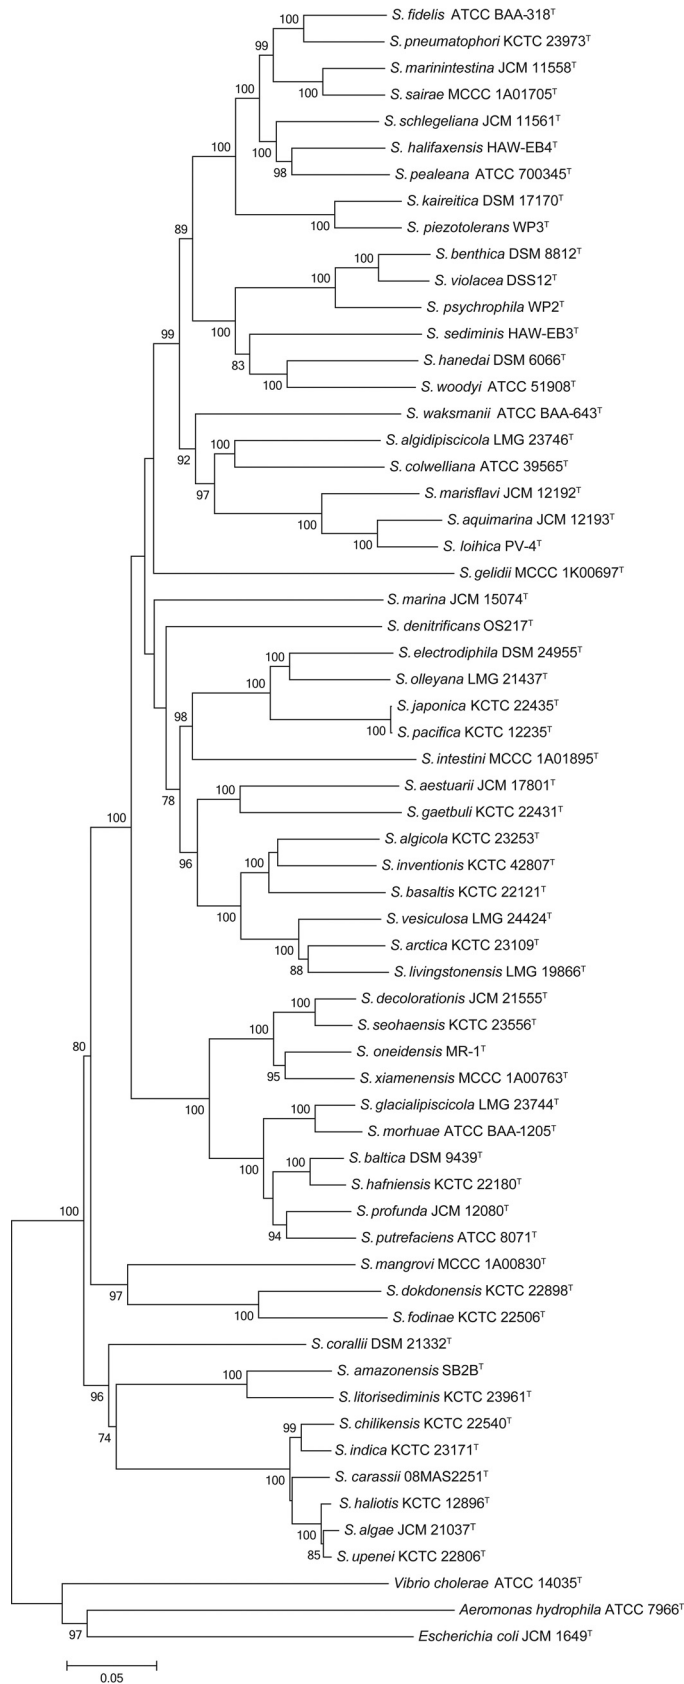 S. fidelis ATCC BAA-318ᵀ
100
S. pneumatophori KCTC 23973ᵀ
99
S. marinintestina JCM 11558ᵀ
100
S. sairae MCCC 1A01705ᵀ
100
S. schlegeliana JCM 11561ᵀ
100
S. halifaxensis HAW-EB4ᵀ
100
98
S. pealeana ATCC 700345ᵀ
S. kaireitica DSM 17170ᵀ
100
S. piezotolerans WP3ᵀ
89
S. benthica DSM 8812ᵀ
100
S. violacea DSS12ᵀ
100
S. psychrophila WP2ᵀ
100
S. sediminis HAW-EB3ᵀ
99
83
S. hanedai DSM 6066ᵀ
100
S. woodyi ATCC 51908ᵀ
S. waksmanii ATCC BAA-643ᵀ
92
S. algidipiscicola LMG 23746ᵀ
100
S. colwelliana ATCC 39565ᵀ
97
S. marisflavi JCM 12192ᵀ
100
S. aquimarina JCM 12193ᵀ
100
S. loihica PV-4ᵀ
S. gelidii MCCC 1K00697ᵀ
S. marina JCM 15074ᵀ
S. denitrificans OS217ᵀ
S. electrodiphila DSM 24955ᵀ
100
S. olleyana LMG 21437ᵀ
100
S. japonica KCTC 22435ᵀ
98
100
S. pacifica KCTC 12235ᵀ
S. intestini MCCC 1A01895ᵀ
78
S. aestuarii JCM 17801ᵀ
100
S. gaetbuli KCTC 22431ᵀ
100
S. algicola KCTC 23253ᵀ
96
100
S. inventionis KCTC 42807ᵀ
S. basaltis KCTC 22121ᵀ
100
S. vesiculosa LMG 24424ᵀ
100
S. arctica KCTC 23109ᵀ
88
S. livingstonensis LMG 19866ᵀ
S. decolorationis JCM 21555ᵀ
100
S. seohaensis KCTC 23556ᵀ
100
80
S. oneidensis MR-1ᵀ
95
S. xiamenensis MCCC 1A00763ᵀ
100
S. glacialipiscicola LMG 23744ᵀ
100
S. morhuae ATCC BAA-1205ᵀ
100
S. baltica DSM 9439ᵀ
100
S. hafniensis KCTC 22180ᵀ
100
S. profunda JCM 12080ᵀ
94
S. putrefaciens ATCC 8071ᵀ
S. mangrovi MCCC 1A00830ᵀ
97
S. dokdonensis KCTC 22898ᵀ
100
S. fodinae KCTC 22506ᵀ
S. corallii DSM 21332ᵀ
96
S. amazonensis SB2Bᵀ
100
S. litorisediminis KCTC 23961ᵀ
74
S. chilikensis KCTC 22540ᵀ
99
S. indica KCTC 23171ᵀ
100
S. carassii 08MAS2251ᵀ
S. haliotis KCTC 12896ᵀ
100
S. algae JCM 21037ᵀ
85
S. upenei KCTC 22806ᵀ
Vibrio cholerae ATCC 14035ᵀ
Aeromonas hydrophila ATCC 7966ᵀ
97
Escherichia coli JCM 1649ᵀ
0.05